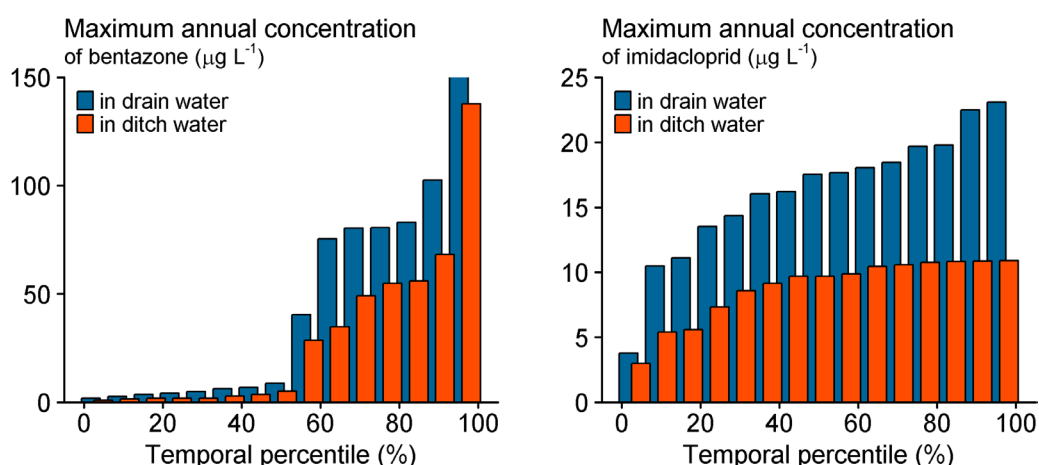 Maximum annual concentration
of bentazone (μg L⁻¹)
150
100
50
0
in drain water
in ditch water
0 20 40 60 80 100
Temporal percentile (%)
Maximum annual concentration
of imidacloprid (μg L⁻¹)
25
20
15
10
5
0
in drain water
in ditch water
0 20 40 60 80 100
Temporal percentile (%)